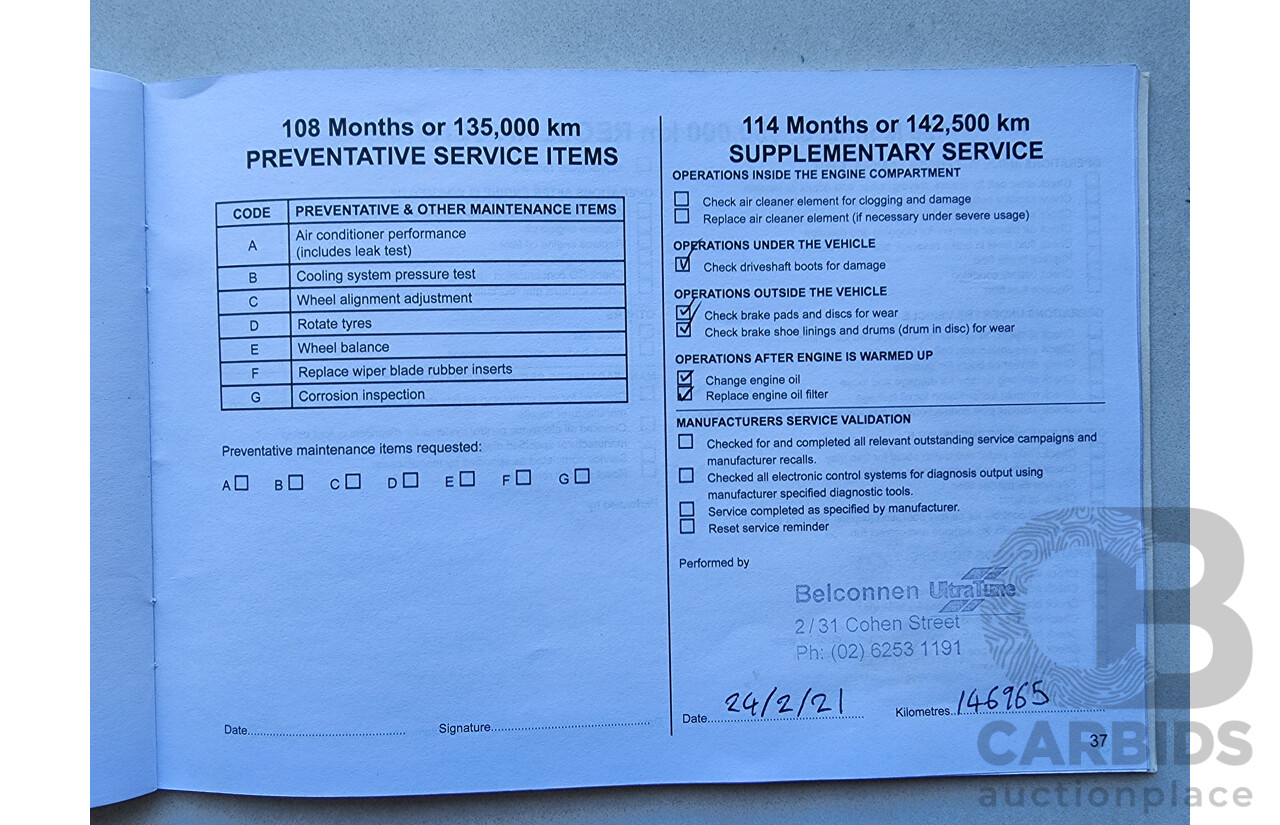 108 Months or 135,000 km
PREVENTATIVE SERVICE ITEMS
CODE PREVENTATIVE & OTHER MAINTENANCE ITEMS
A Air conditioner performance
(includes leak test)
B Cooling system pressure test
C Wheel alignment adjustment
D Rotate tyres
E Wheel balance
F Replace wiper blade rubber inserts
G Corrosion inspection
Preventative maintenance items requested:
A B C D E F G
Date
Signature
114 Months or 142,500 km
SUPPLEMENTARY SERVICE
OPERATIONS INSIDE THE ENGINE COMPARTMENT
Check air cleaner element for clogging and damage
Replace air cleaner element (if necessary under severe usage)
OPERATIONS UNDER THE VEHICLE
Check driveshaft boots for damage
OPERATIONS OUTSIDE THE VEHICLE
Check brake pads and discs for wear
Check brake shoe linings and drums (drum in disc) for wear
OPERATIONS AFTER ENGINE IS WARMED UP
Change engine oil
Replace engine oil filter
MANUFACTURERS SERVICE VALIDATION
Checked for and completed all relevant outstanding service campaigns and
manufacturer recalls.
Checked all electronic control systems for diagnosis output using
manufacturer specified diagnostic tools.
Service completed as specified by manufacturer.
Reset service reminder
Performed by
Belconnen UltraTune
2/31 Cohen Street
Ph: (02) 6253 1191
Date 24/2/21 Kilometres 146965
37
CB
CARBIDS
auctionplace